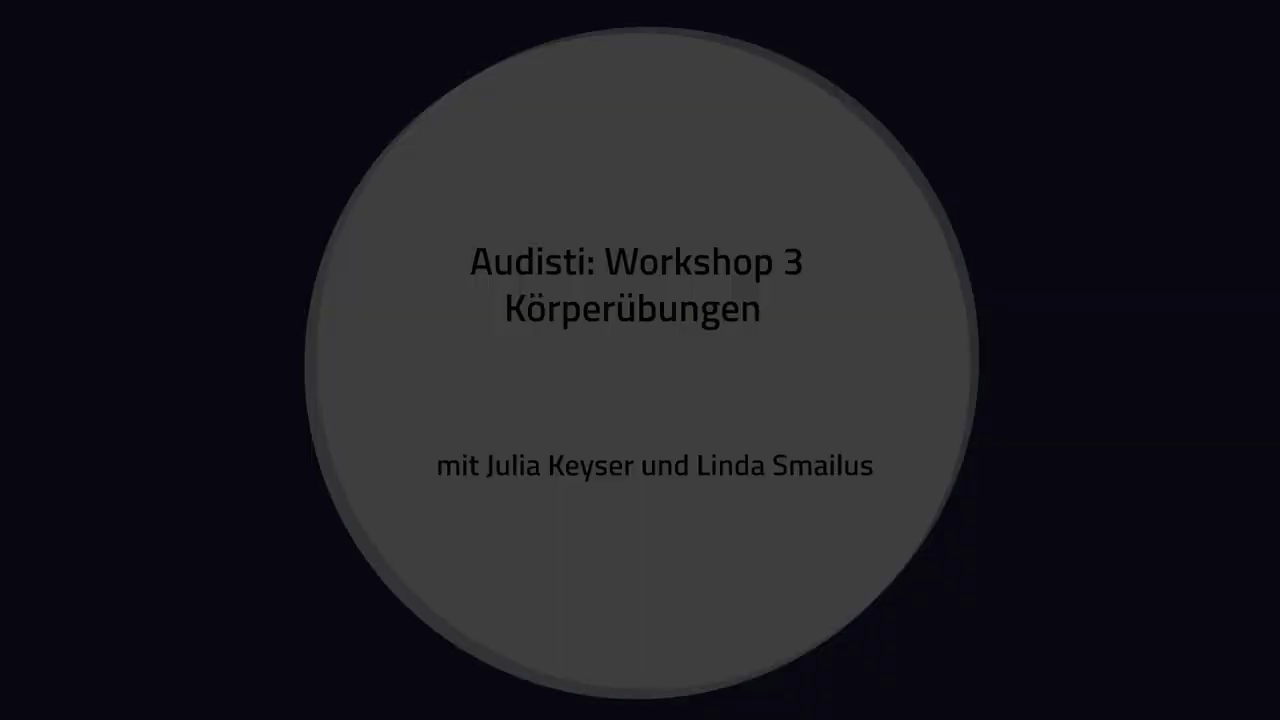 Audisti: Workshop 3
Körperübungen
mit Julia Keyser und Linda Smailus